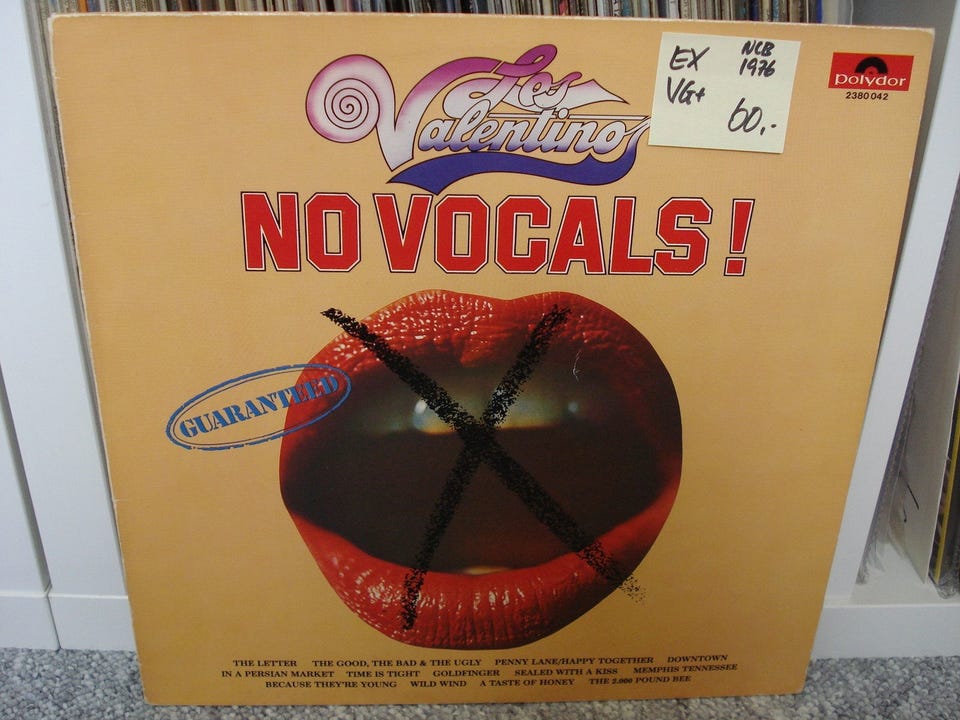 Les
Valentinos
NO VOCALS!
EX
VG+
NCB
1976
60,-
polydor
2380 042
GUARANTEED
THE LETTER THE GOOD, THE BAD & THE UGLY PENNY LANE/HAPPY TOGETHER DOWNTOWN
IN A PERSIAN MARKET TIME IS TIGHT GOLDFINGER SEALED WITH A KISS MEMPHIS TENNESSEE
BECAUSE THEY'RE YOUNG WILD WIND A TASTE OF HONEY THE 2.000 POUND BEE